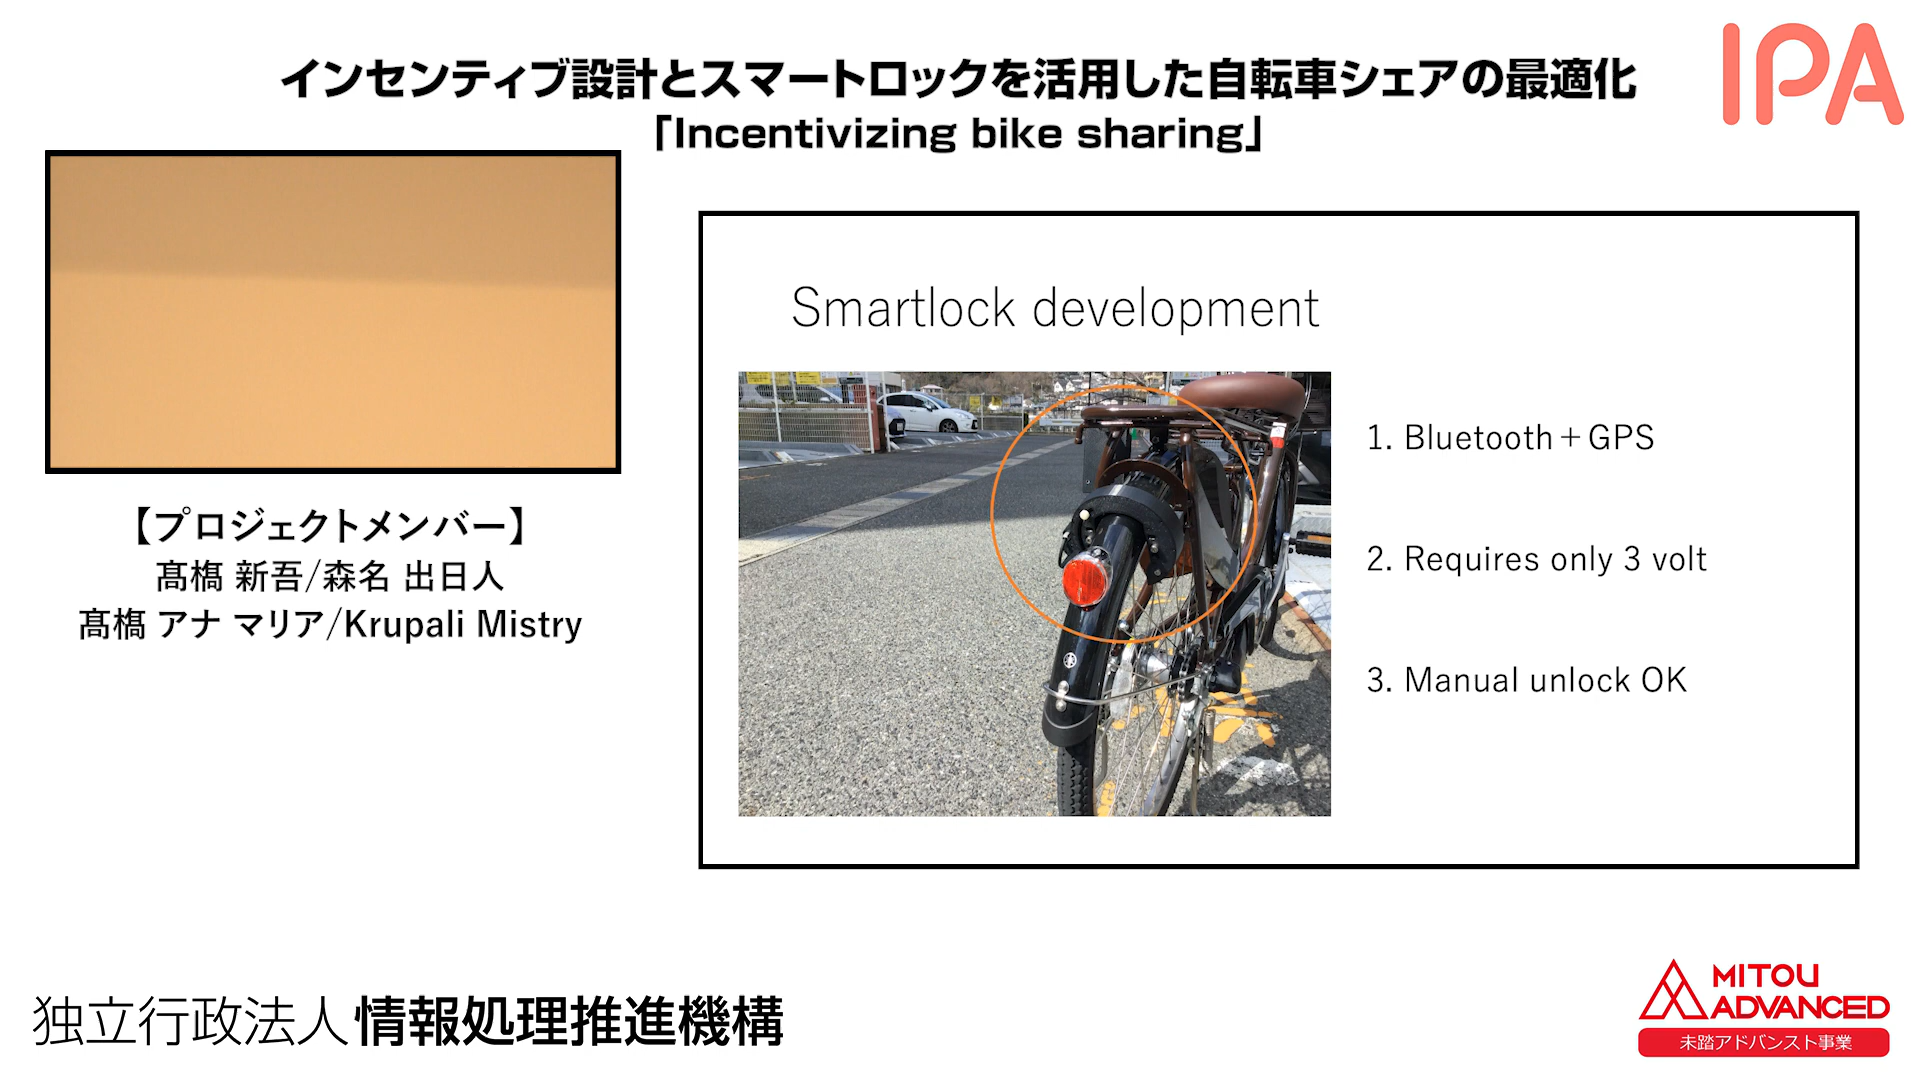 インセンティブ設計とスマートロックを活用した自転車シェアの最適化
「Incentivizing bike sharing」
IPA
【プロジェクトメンバー】
髙橋 新吾/森名 出日人
髙橋 アナ マリア/Krupali Mistry
Smartlock development
1. Bluetooth＋GPS
2. Requires only 3 volt
3. Manual unlock OK
独立行政法人情報処理推進機構
MITOU
ADVANCED
未踏アドバンスト事業